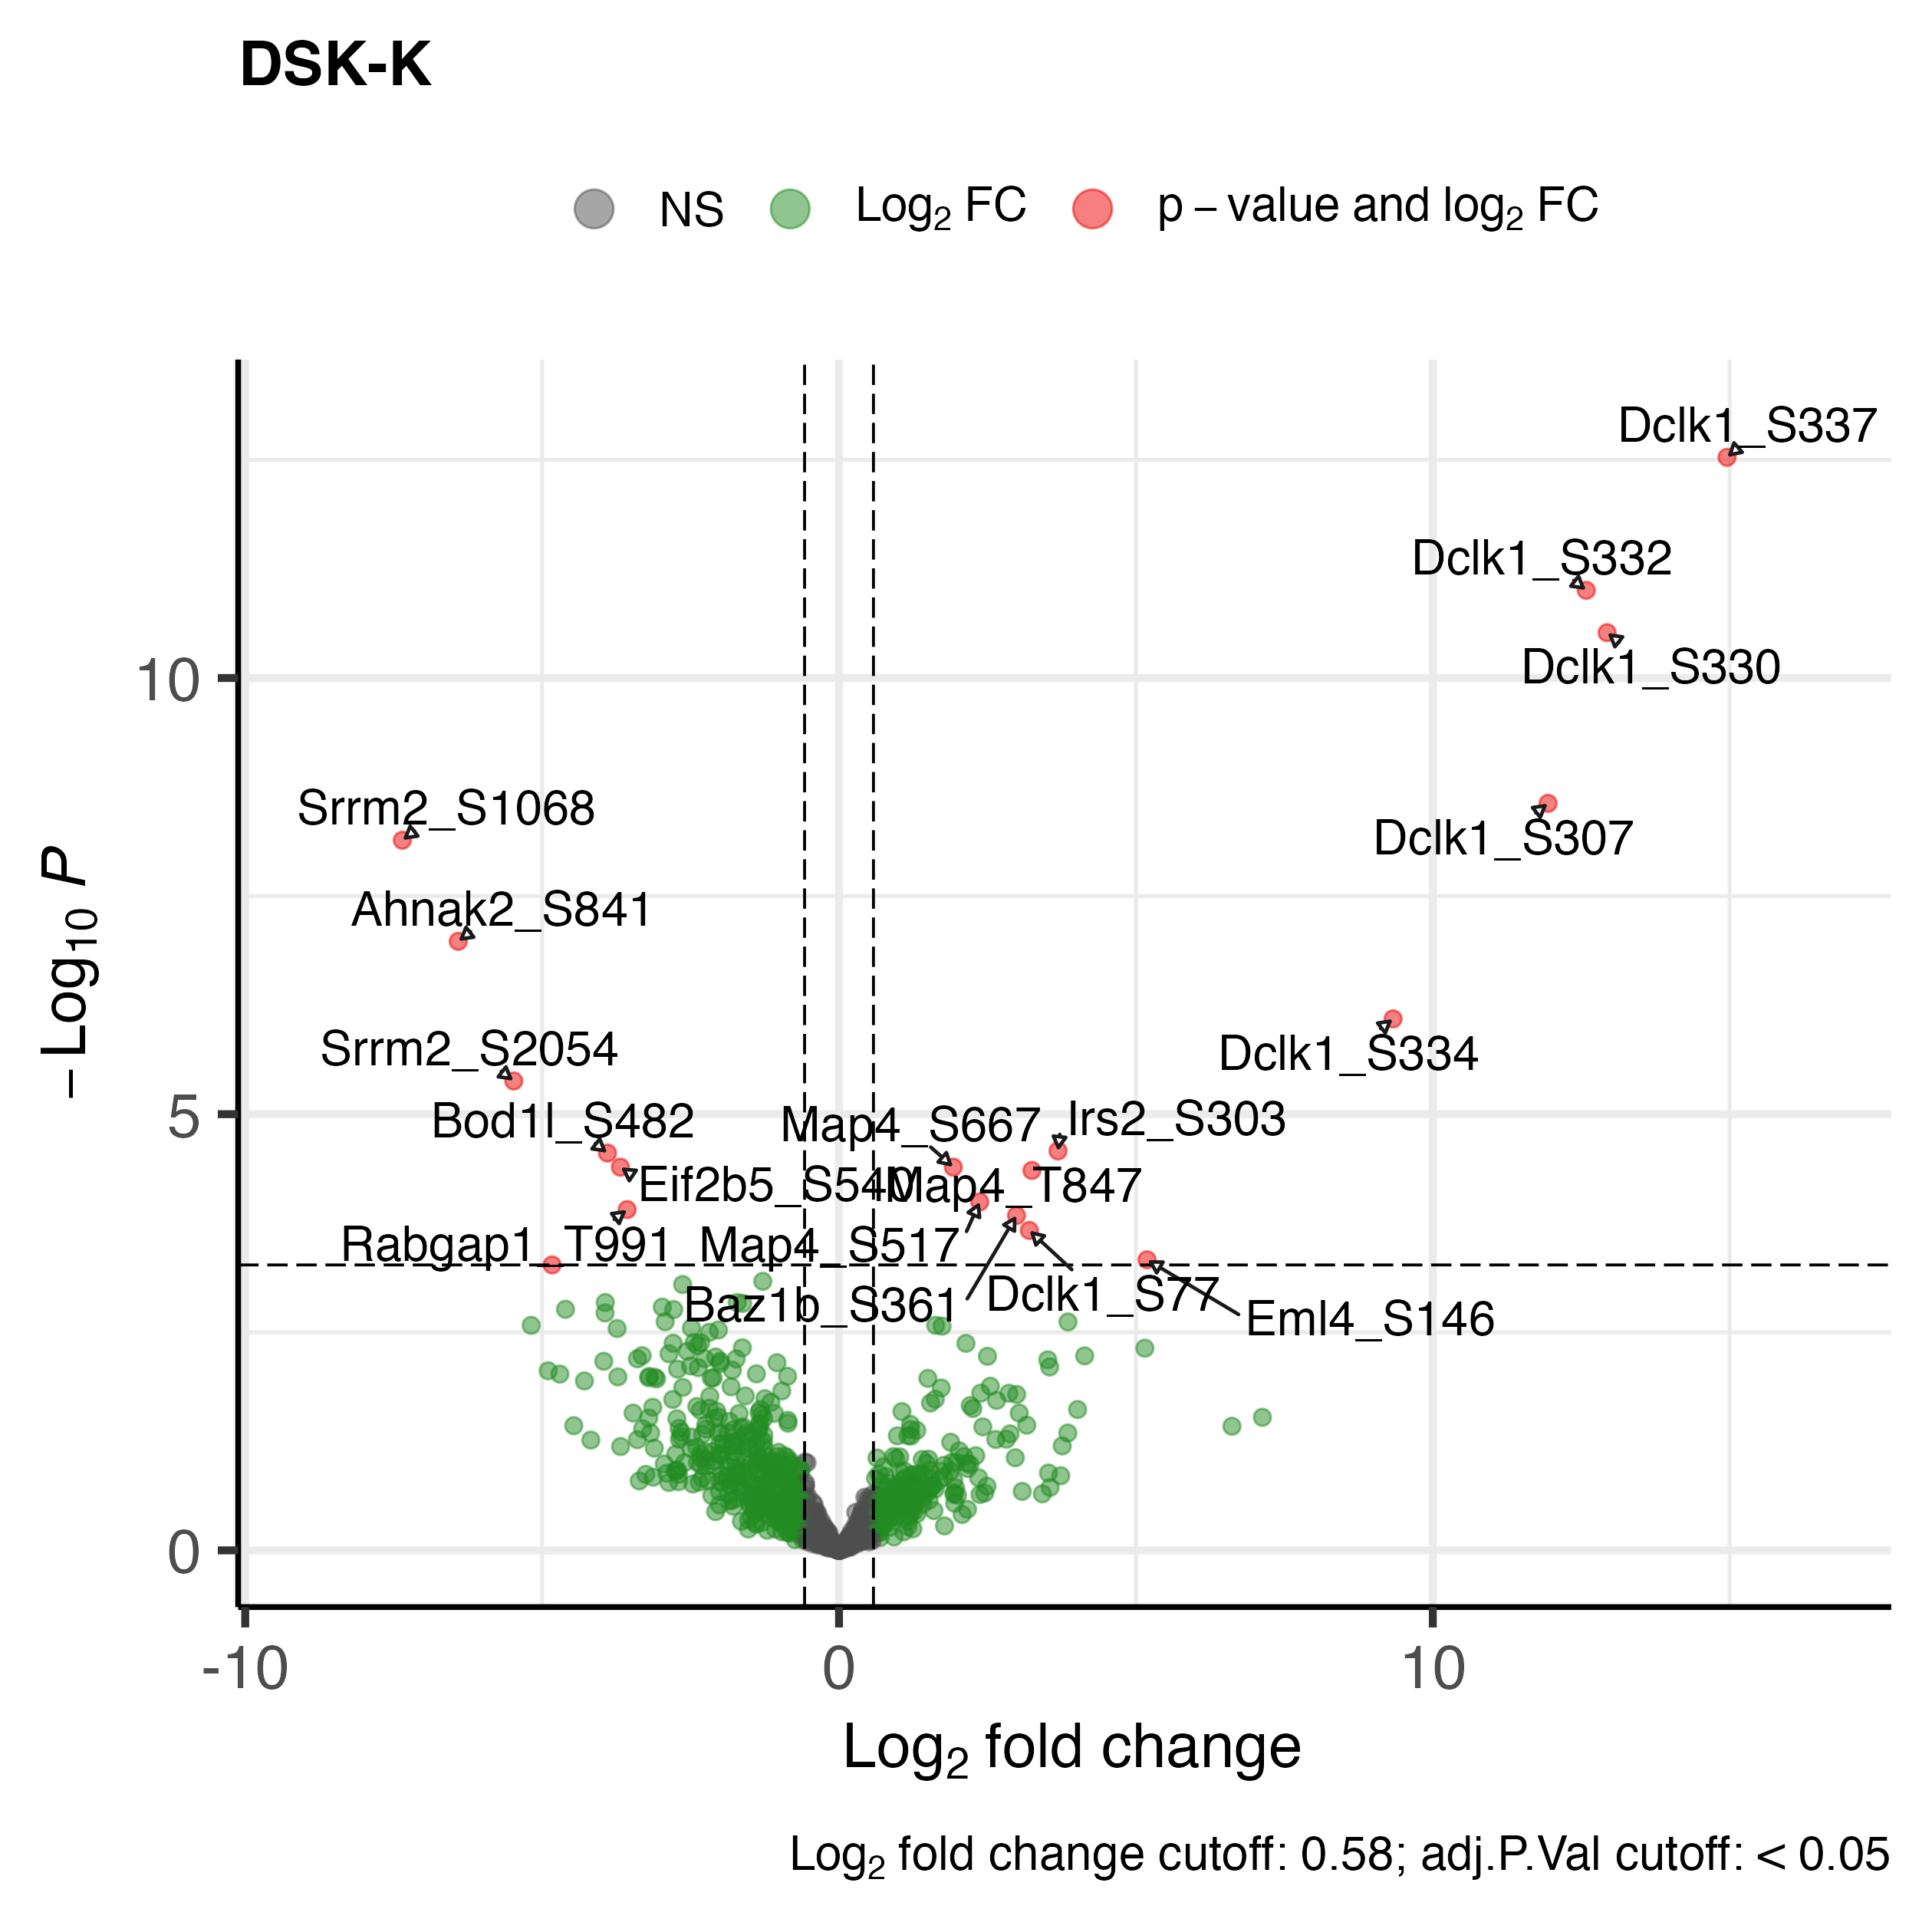 DSK-K
NS Log₂ FC p – value and log₂ FC
Dclk1_S337
Dclk1_S332
Dclk1_S330
Srrm2_S1068
Dclk1_S307
Ahnak2_S841
Srrm2_S2054
Dclk1_S334
Bod1l_S482
Map4_S667
Irs2_S303
Eif2b5_S540
Map4_T847
Rabgap1_T991
Map4_S517
Baz1b_S361
Dclk1_S77
Eml4_S146
10
5
0
– Log₁₀ P
-10 0 10
Log₂ fold change
Log₂ fold change cutoff: 0.58; adj.P.Val cutoff: < 0.05